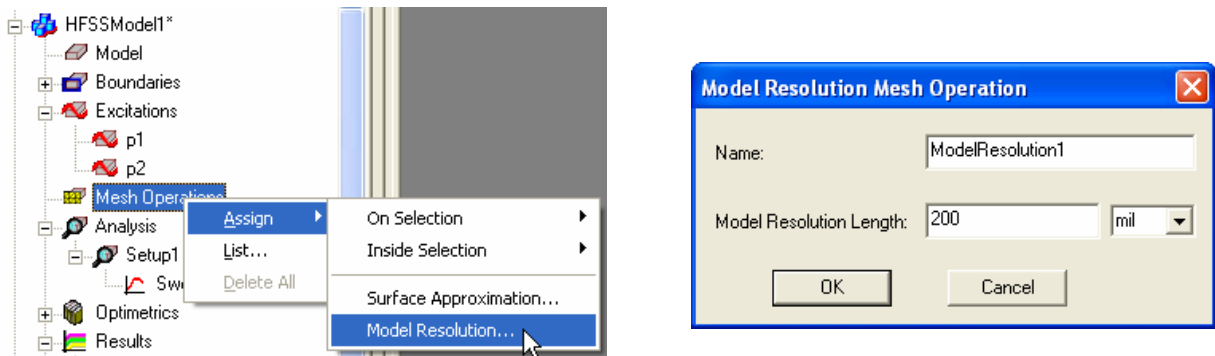 HFSSModel1*
Model
Boundaries
Excitations
p1
p2
Mesh Operations
Analysis
Setup1
Optimetrics
Results
Assign
List...
Delete All
On Selection
Inside Selection
Surface Approximation...
Model Resolution...
Model Resolution Mesh Operation
Name: ModelResolution1
Model Resolution Length: 200 mil
OK Cancel